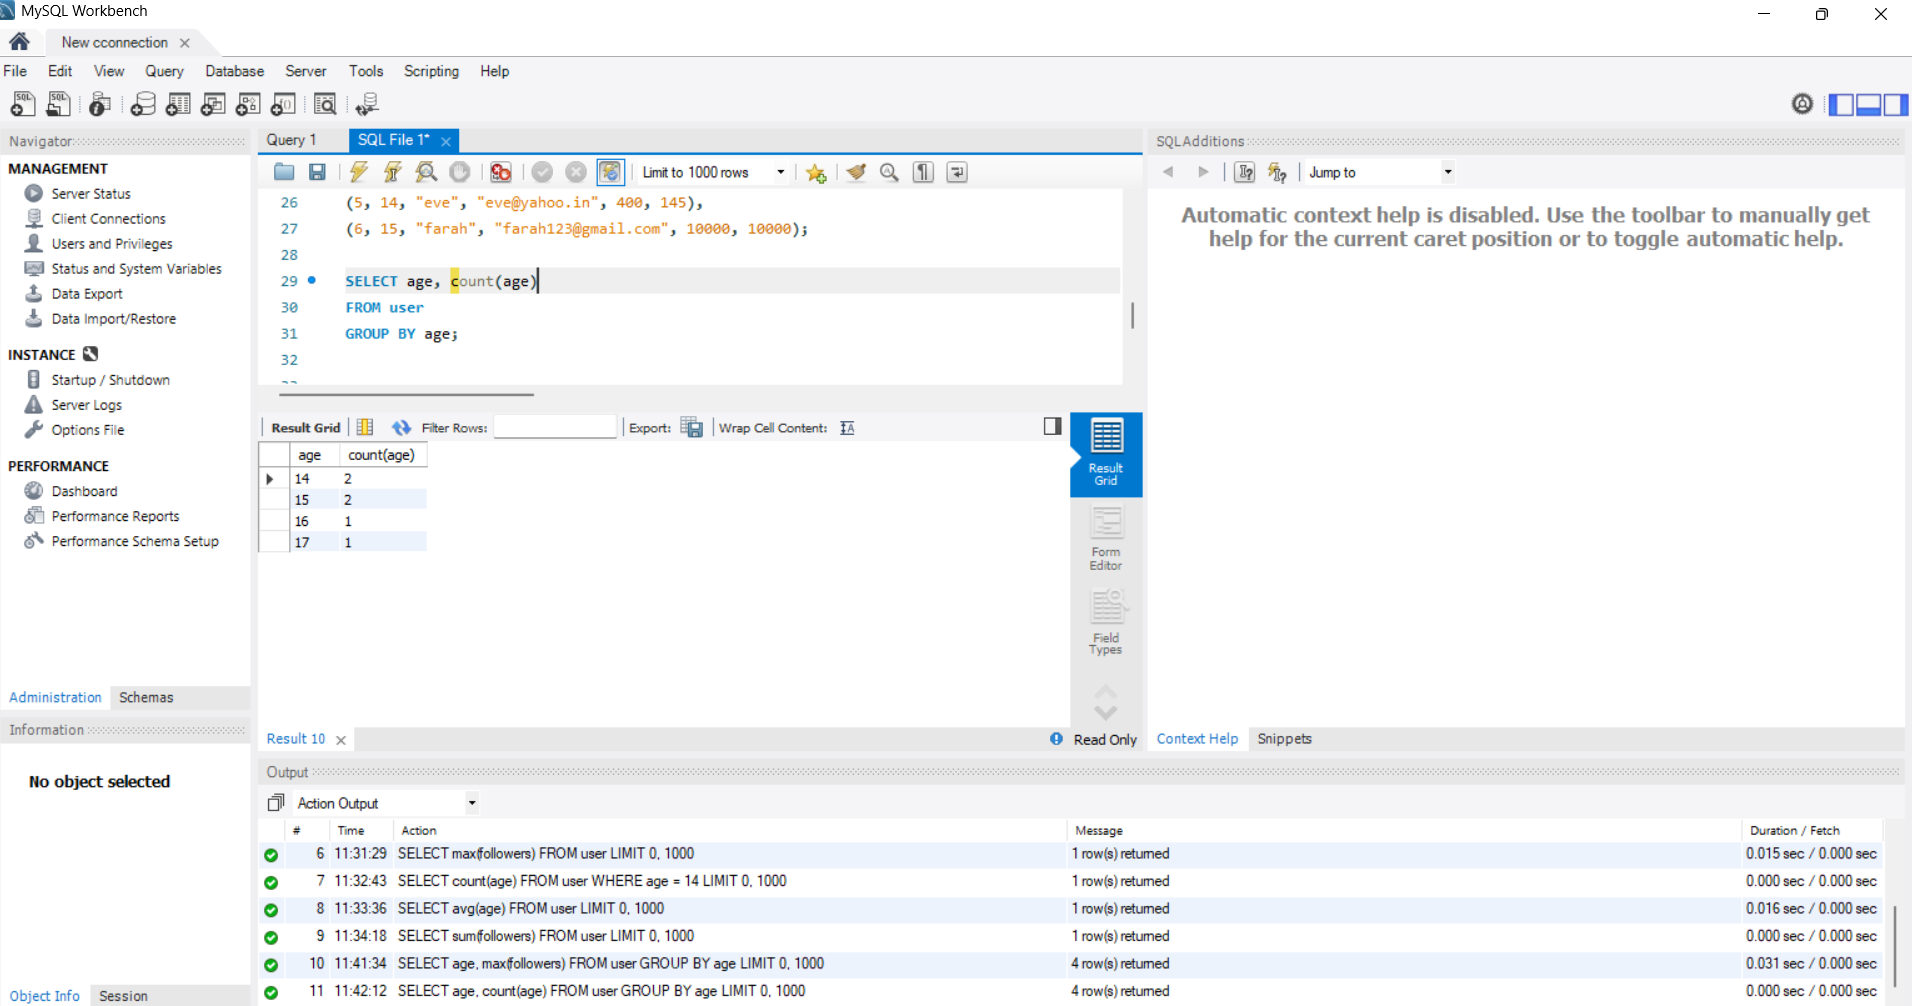 MySQL Workbench
New cconnection
File Edit View Query Database Server Tools Scripting Help
Navigator
MANAGEMENT
Server Status
Client Connections
Users and Privileges
Status and System Variables
Data Export
Data Import/Restore
INSTANCE
Startup / Shutdown
Server Logs
Options File
PERFORMANCE
Dashboard
Performance Reports
Performance Schema Setup
Administration Schemas
Information
No object selected
Object Info Session
Query 1 SQL File 1*
Limit to 1000 rows
26 (5, 14, "eve", "eve@yahoo.in", 400, 145),
27 (6, 15, "farah", "farah123@gmail.com", 10000, 10000);
28
29 SELECT age, count(age)
30 FROM user
31 GROUP BY age;
32
Result Grid Filter Rows: Export: Wrap Cell Content:
age count(age)
14 2
15 2
16 1
17 1
Result Grid
Form Editor
Field Types
Result 10 Read Only
SQLAdditions
Jump to
Automatic context help is disabled. Use the toolbar to manually get
help for the current caret position or to toggle automatic help.
Context Help Snippets
Output
Action Output
# Time Action Message Duration / Fetch
6 11:31:29 SELECT max(followers) FROM user LIMIT 0, 1000 1 row(s) returned 0.015 sec / 0.000 sec
7 11:32:43 SELECT count(age) FROM user WHERE age = 14 LIMIT 0, 1000 1 row(s) returned 0.000 sec / 0.000 sec
8 11:33:36 SELECT avg(age) FROM user LIMIT 0, 1000 1 row(s) returned 0.016 sec / 0.000 sec
9 11:34:18 SELECT sum(followers) FROM user LIMIT 0, 1000 1 row(s) returned 0.000 sec / 0.000 sec
10 11:41:34 SELECT age, max(followers) FROM user GROUP BY age LIMIT 0, 1000 4 row(s) returned 0.031 sec / 0.000 sec
11 11:42:12 SELECT age, count(age) FROM user GROUP BY age LIMIT 0, 1000 4 row(s) returned 0.000 sec / 0.000 sec